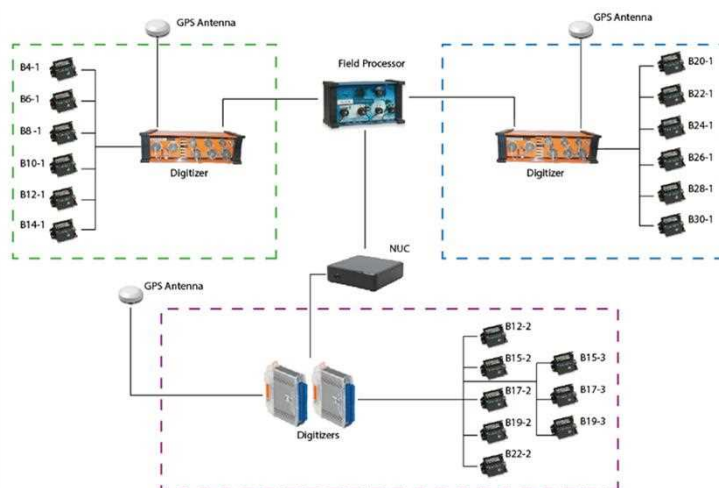 GPS Antenna
GPS Antenna
Field Processor
B4-1
B6-1
B8-1
B10-1
B12-1
B14-1
Digitizer
B20-1
B22-1
B24-1
B26-1
B28-1
B30-1
Digitizer
NUC
GPS Antenna
Digitizers
B12-2
B15-2
B17-2
B19-2
B22-2
B15-3
B17-3
B19-3